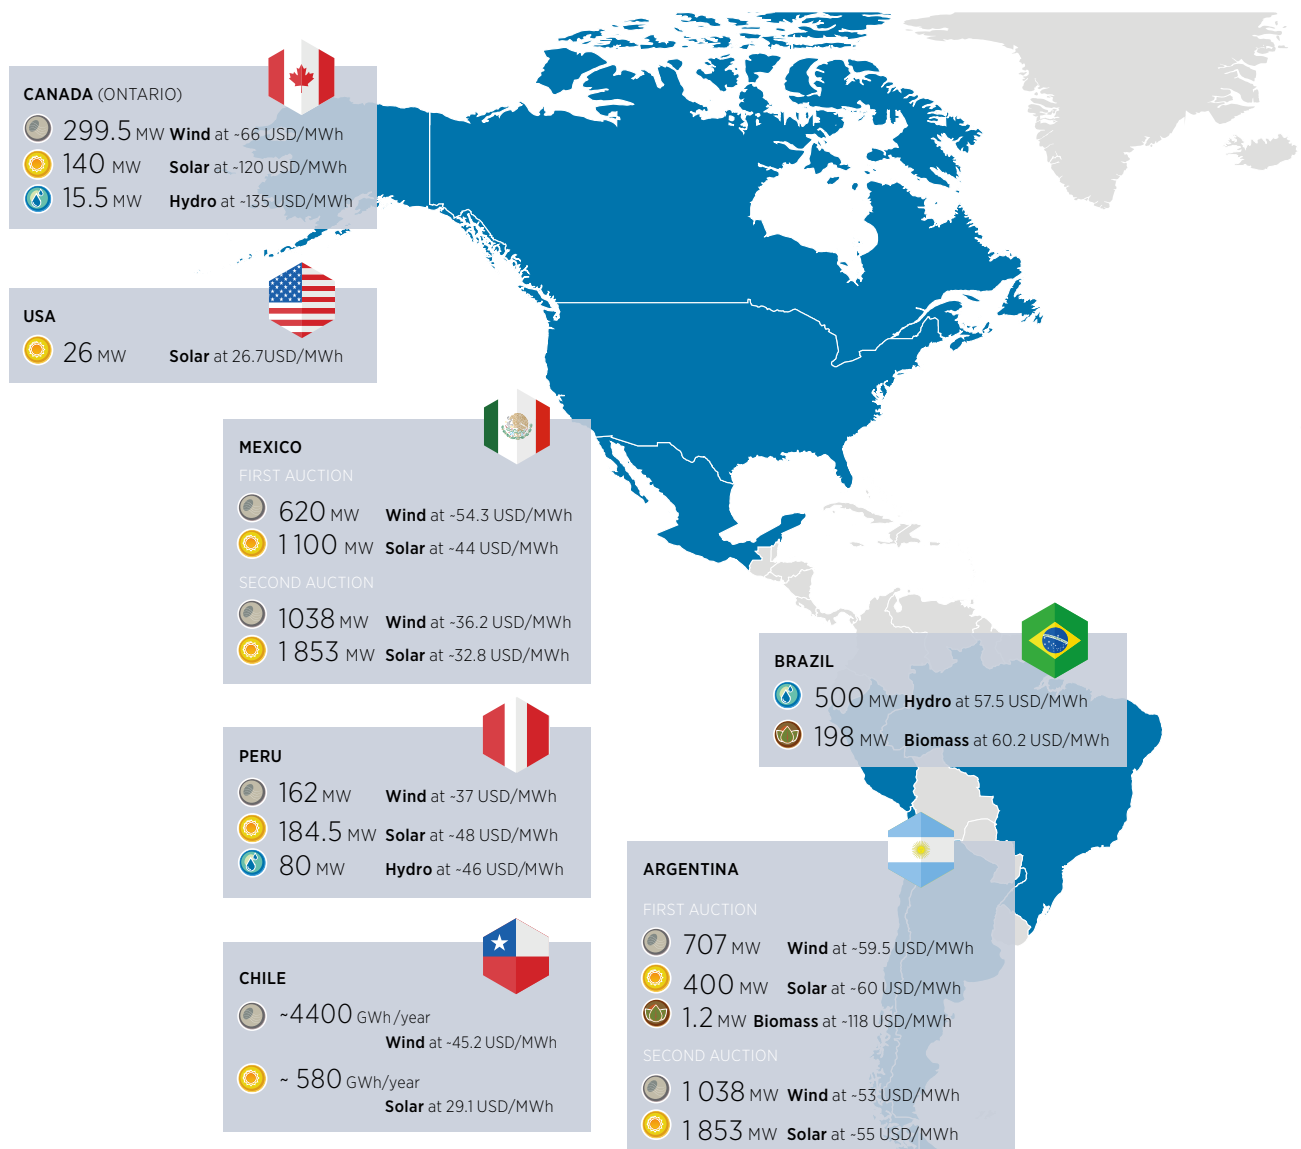 CANADA (ONTARIO)
299.5 MW Wind at ~66 USD/MWh
140 MW Solar at ~120 USD/MWh
15.5 MW Hydro at ~135 USD/MWh
USA
26 MW Solar at 26.7USD/MWh
MEXICO
FIRST AUCTION
620 MW Wind at ~54.3 USD/MWh
1 100 MW Solar at ~44 USD/MWh
SECOND AUCTION
1038 MW Wind at ~36.2 USD/MWh
1 853 MW Solar at ~32.8 USD/MWh
BRAZIL
500 MW Hydro at 57.5 USD/MWh
198 MW Biomass at 60.2 USD/MWh
PERU
162 MW Wind at ~37 USD/MWh
184.5 MW Solar at ~48 USD/MWh
80 MW Hydro at ~46 USD/MWh
ARGENTINA
FIRST AUCTION
707 MW Wind at ~59.5 USD/MWh
400 MW Solar at ~60 USD/MWh
1.2 MW Biomass at ~118 USD/MWh
SECOND AUCTION
1 038 MW Wind at ~53 USD/MWh
1 853 MW Solar at ~55 USD/MWh
CHILE
~4400 GWh/year
Wind at ~45.2 USD/MWh
~ 580 GWh/year
Solar at 29.1 USD/MWh